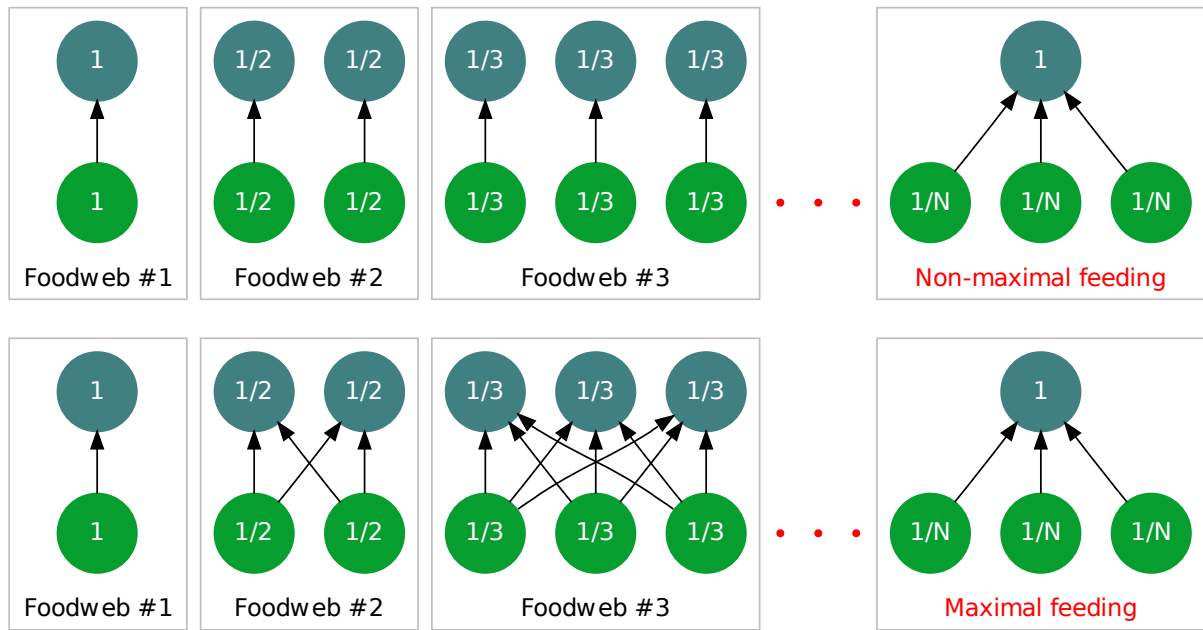 1
1/2 1/2
1/3 1/3 1/3
1
1
1/2 1/2
1/3 1/3 1/3
. . .
1/N 1/N 1/N
Foodweb #1
Foodweb #2
Foodweb #3
Non-maximal feeding
1
1/2 1/2
1/3 1/3 1/3
1
1
1/2 1/2
1/3 1/3 1/3
. . .
1/N 1/N 1/N
Foodweb #1
Foodweb #2
Foodweb #3
Maximal feeding